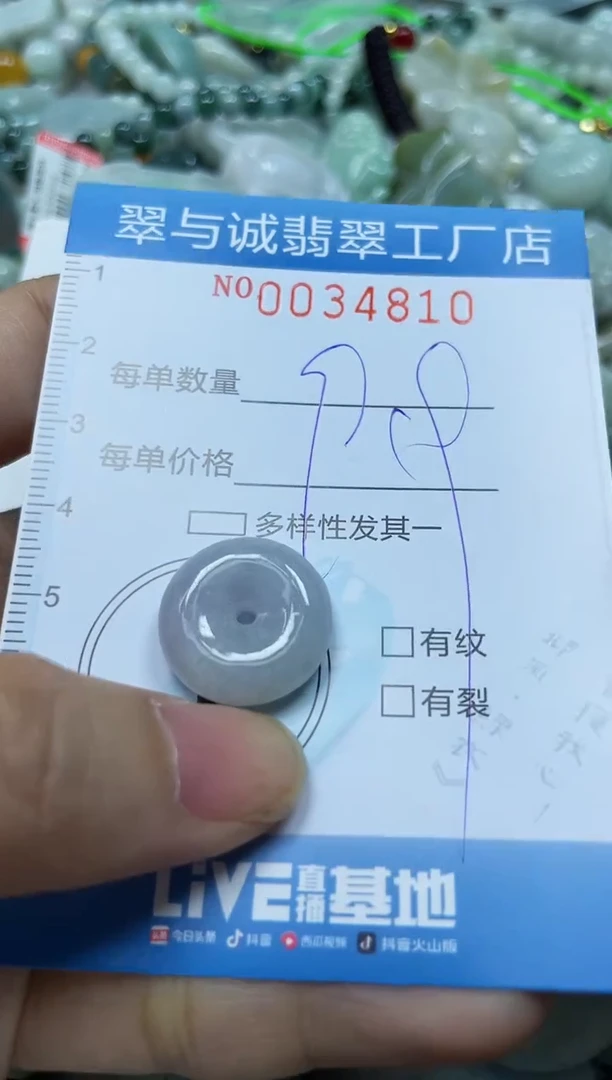 翠与诚翡翠工厂店
NO0034810
1
2
每单数量
3
每单价格
4
多样性发其一
5
有纹
有裂
LiVE直播基地
头条 今日头条 抖音 西瓜视频 抖音火山版